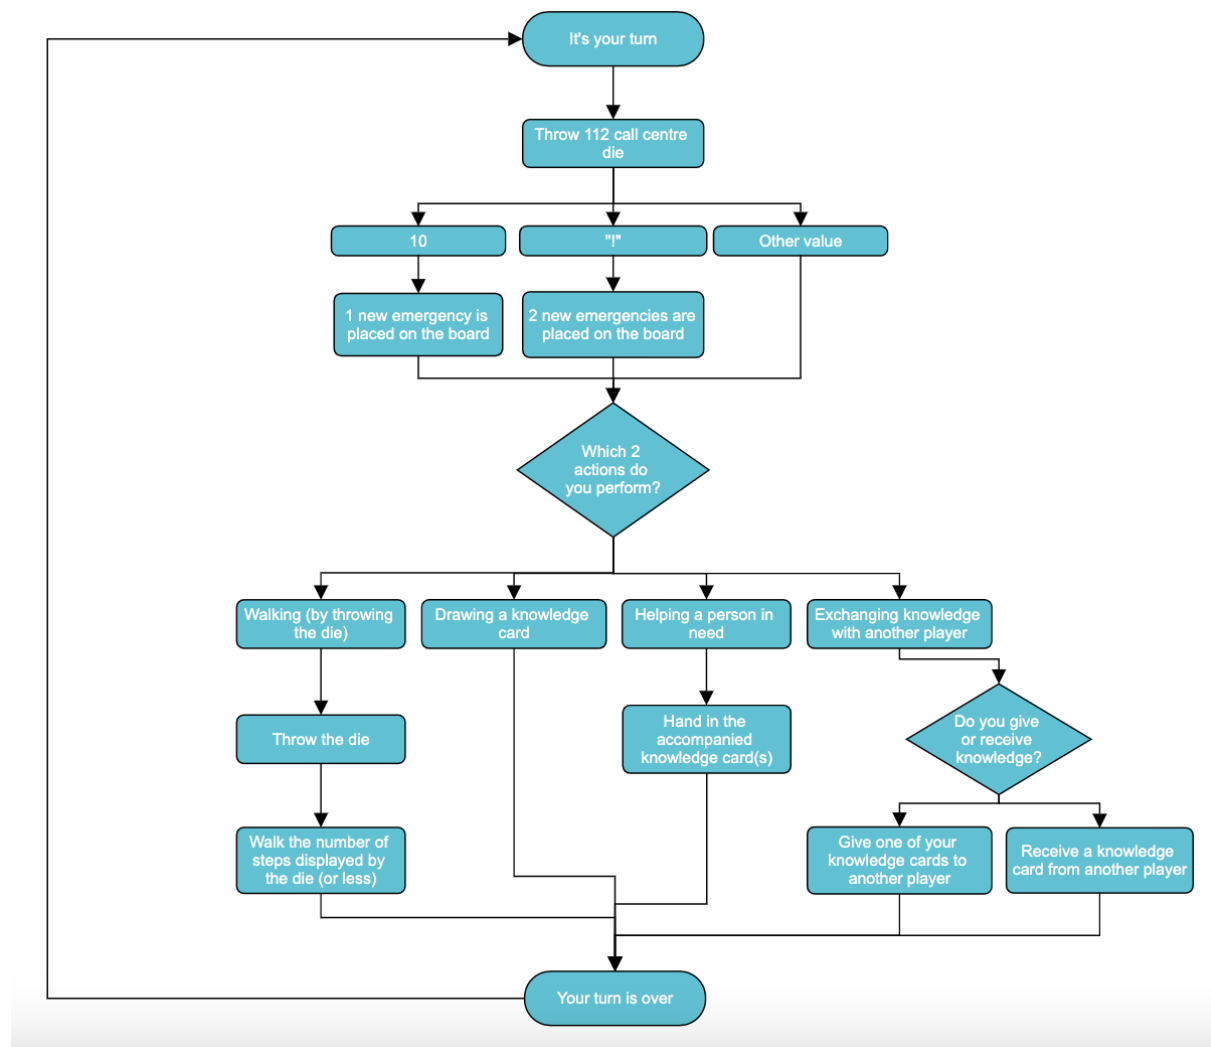 It's your turn
Throw 112 call centre
die
10
"!"
Other value
1 new emergency is
placed on the board
2 new emergencies are
placed on the board
Which 2
actions do
you perform?
Walking (by throwing
the die)
Drawing a knowledge
card
Helping a person in
need
Exchanging knowledge
with another player
Throw the die
Hand in the
accompanied
knowledge card(s)
Do you give
or receive
knowledge?
Walk the number of
steps displayed by
the die (or less)
Give one of your
knowledge cards to
another player
Receive a knowledge
card from another player
Your turn is over